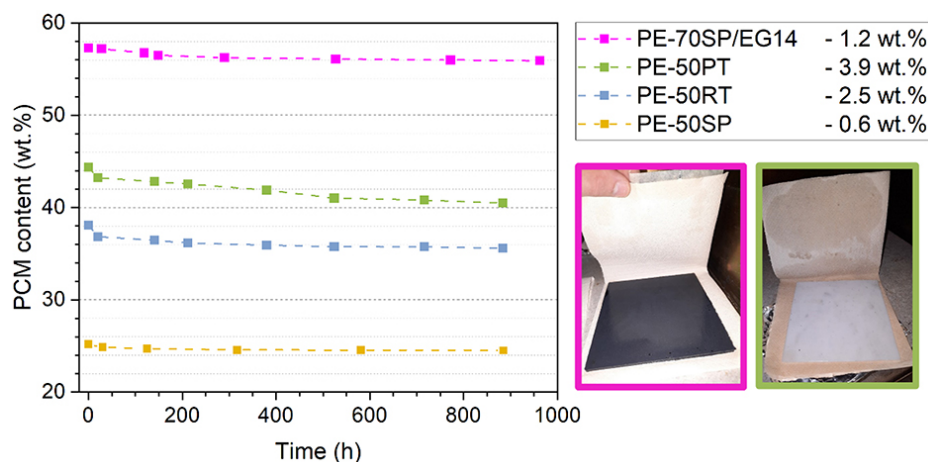 60
50
40
30
20
PCM content (wt.%)
0 200 400 600 800 1000
Time (h)
PE-70SP/EG14 - 1.2 wt.%
PE-50PT - 3.9 wt.%
PE-50RT - 2.5 wt.%
PE-50SP - 0.6 wt.%